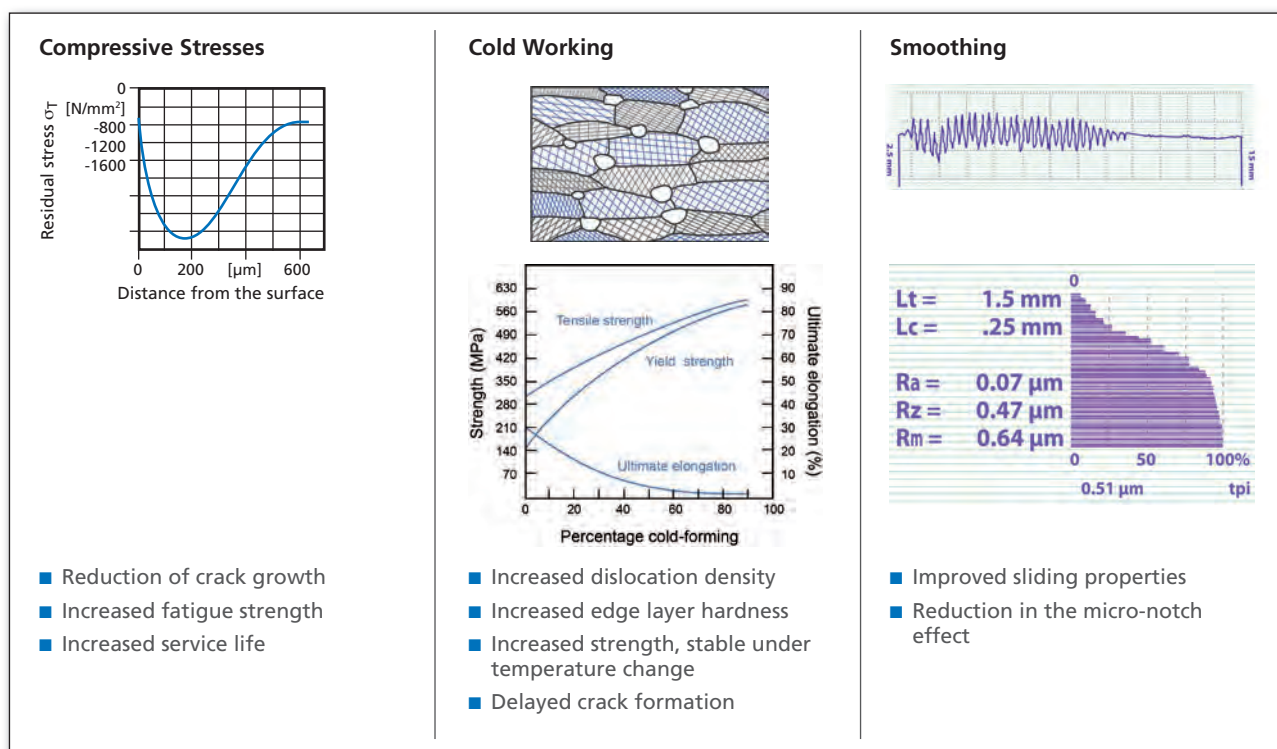 Compressive Stresses
0
[N/mm²]
-800
-1200
-1600
Residual stress σT
0 200 [µm] 600
Distance from the surface
■ Reduction of crack growth
■ Increased fatigue strength
■ Increased service life
Cold Working
630 90
560 80
490 70
420 60
350 50
280 40
210 30
140 20
70 10
Strength (MPa)
Ultimate elongation (%)
Tensile strength
Yield strength
Ultimate elongation
0 20 40 60 80 100
Percentage cold-forming
■ Increased dislocation density
■ Increased edge layer hardness
■ Increased strength, stable under
temperature change
■ Delayed crack formation
Smoothing
2.5 mm
15 mm
0
Lt = 1.5 mm
Lc = .25 mm
Ra = 0.07 µm
Rz = 0.47 µm
Rm = 0.64 µm
0 50 100%
0.51 µm tpi
■ Improved sliding properties
■ Reduction in the micro-notch
effect